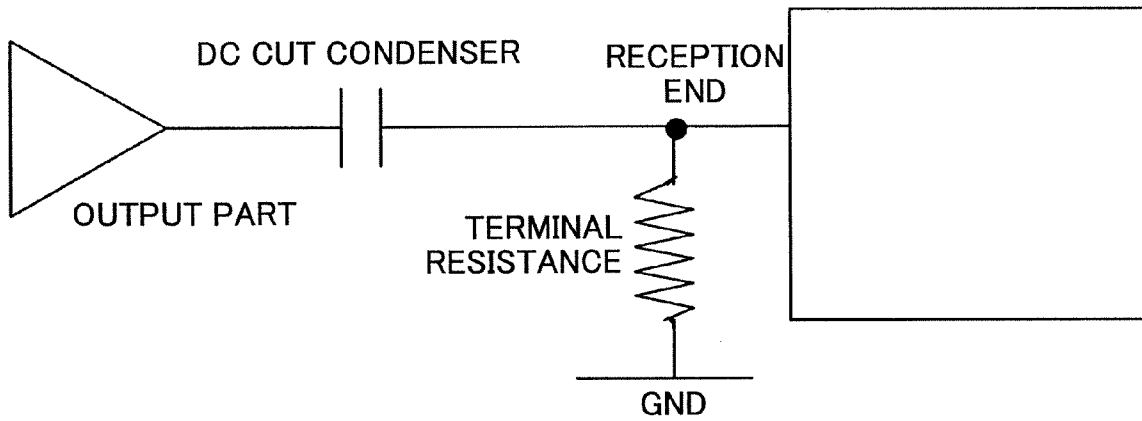 DC CUT CONDENSER
RECEPTION
END
OUTPUT PART
TERMINAL
RESISTANCE
GND